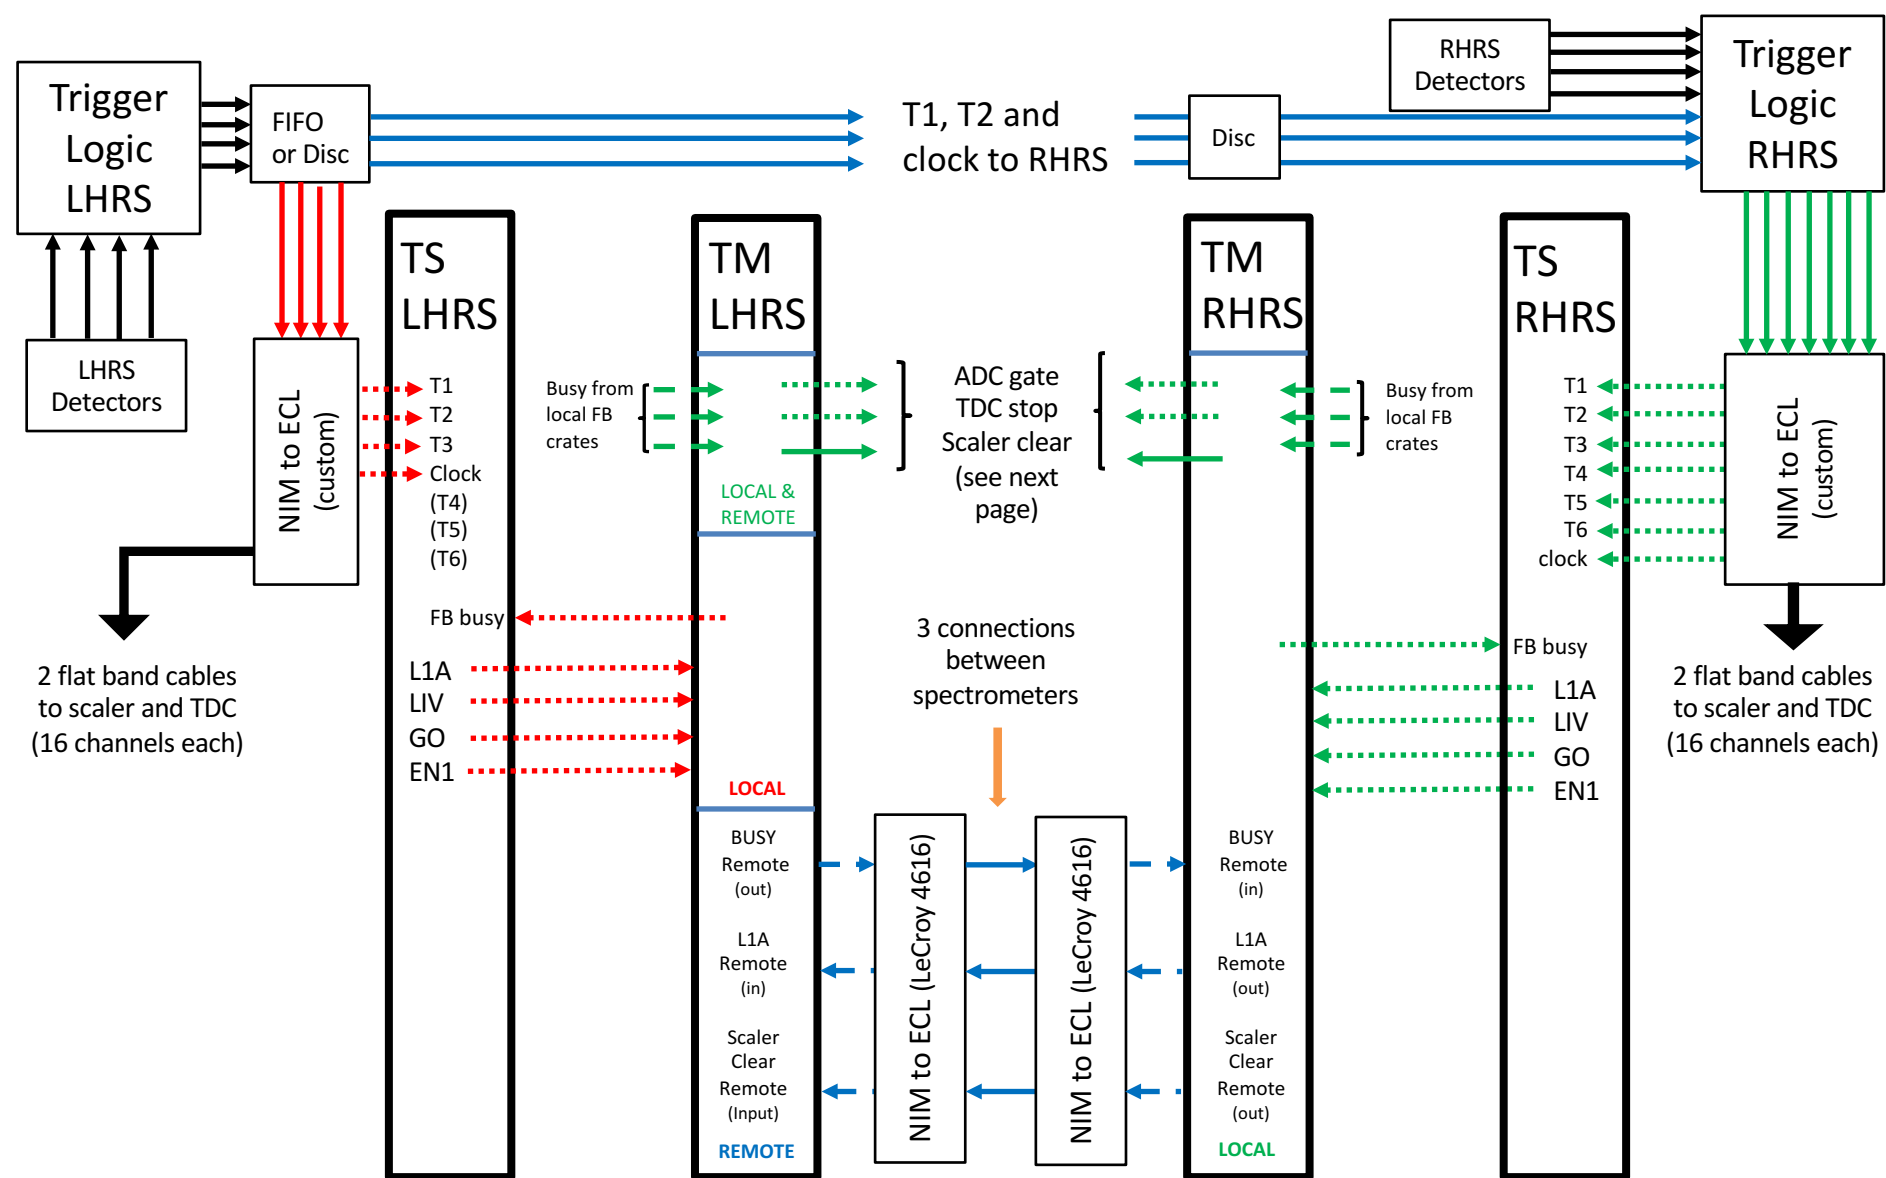 Trigger
Logic
LHRS
FIFO
or Disc
T1, T2 and
clock to RHRS
Disc
RHRS
Detectors
Trigger
Logic
RHRS
LHRS
Detectors
NIM to ECL
(custom)
2 flat band cables
to scaler and TDC
(16 channels each)
TS
LHRS
T1
T2
T3
Clock
(T4)
(T5)
(T6)
FB busy
L1A
LIV
GO
EN1
Busy from
local FB
crates
TM
LHRS
LOCAL &
REMOTE
LOCAL
BUSY
Remote
(out)
L1A
Remote
(in)
Scaler
Clear
Remote
(Input)
REMOTE
ADC gate
TDC stop
Scaler clear
(see next
page)
3 connections
between
spectrometers
NIM to ECL (LeCroy 4616)
NIM to ECL (LeCroy 4616)
TM
RHRS
BUSY
Remote
(in)
L1A
Remote
(out)
Scaler
Clear
Remote
(out)
LOCAL
Busy from
local FB
crates
TS
RHRS
T1
T2
T3
T4
T5
T6
clock
FB busy
L1A
LIV
GO
EN1
NIM to ECL
(custom)
2 flat band cables
to scaler and TDC
(16 channels each)